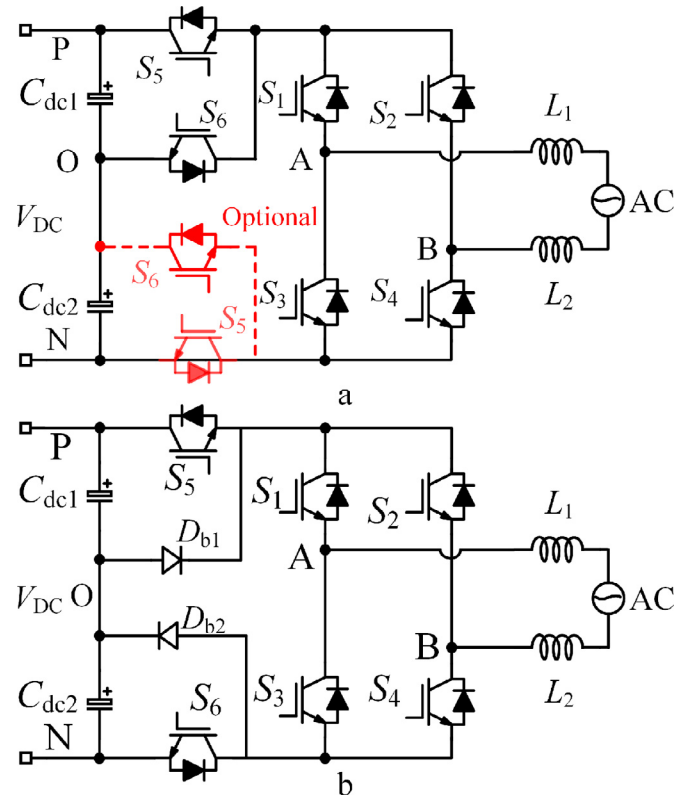 P
S5
Cdc1
S6
S1
S2
L1
O
A
AC
Optional
VDC
B
S6
S3
S4
L2
Cdc2
S5
N
a
P
S5
Cdc1
S1
S2
L1
Db1
A
VDC O
AC
Db2
B
S6
S3
S4
L2
Cdc2
N
b